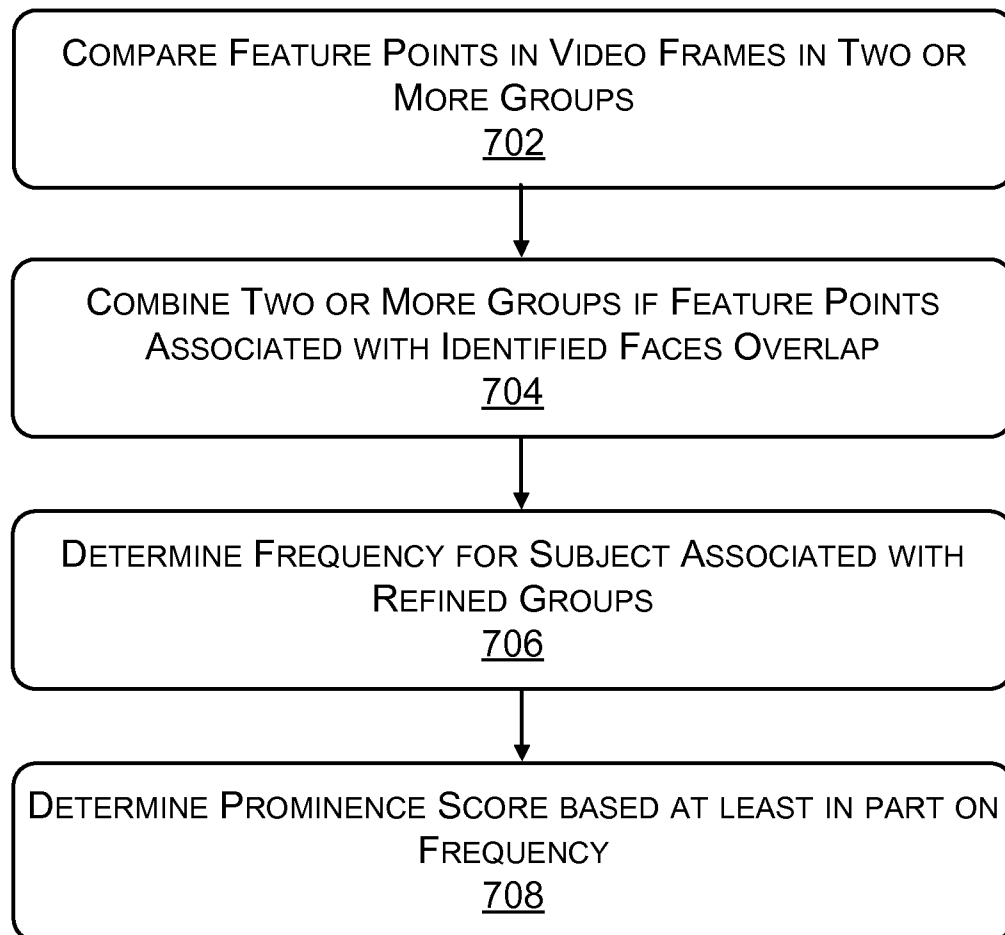 COMPARE FEATURE POINTS IN VIDEO FRAMES IN TWO OR
MORE GROUPS
702
COMBINE TWO OR MORE GROUPS IF FEATURE POINTS
ASSOCIATED WITH IDENTIFIED FACES OVERLAP
704
DETERMINE FREQUENCY FOR SUBJECT ASSOCIATED WITH
REFINED GROUPS
706
DETERMINE PROMINENCE SCORE BASED AT LEAST IN PART ON
FREQUENCY
708